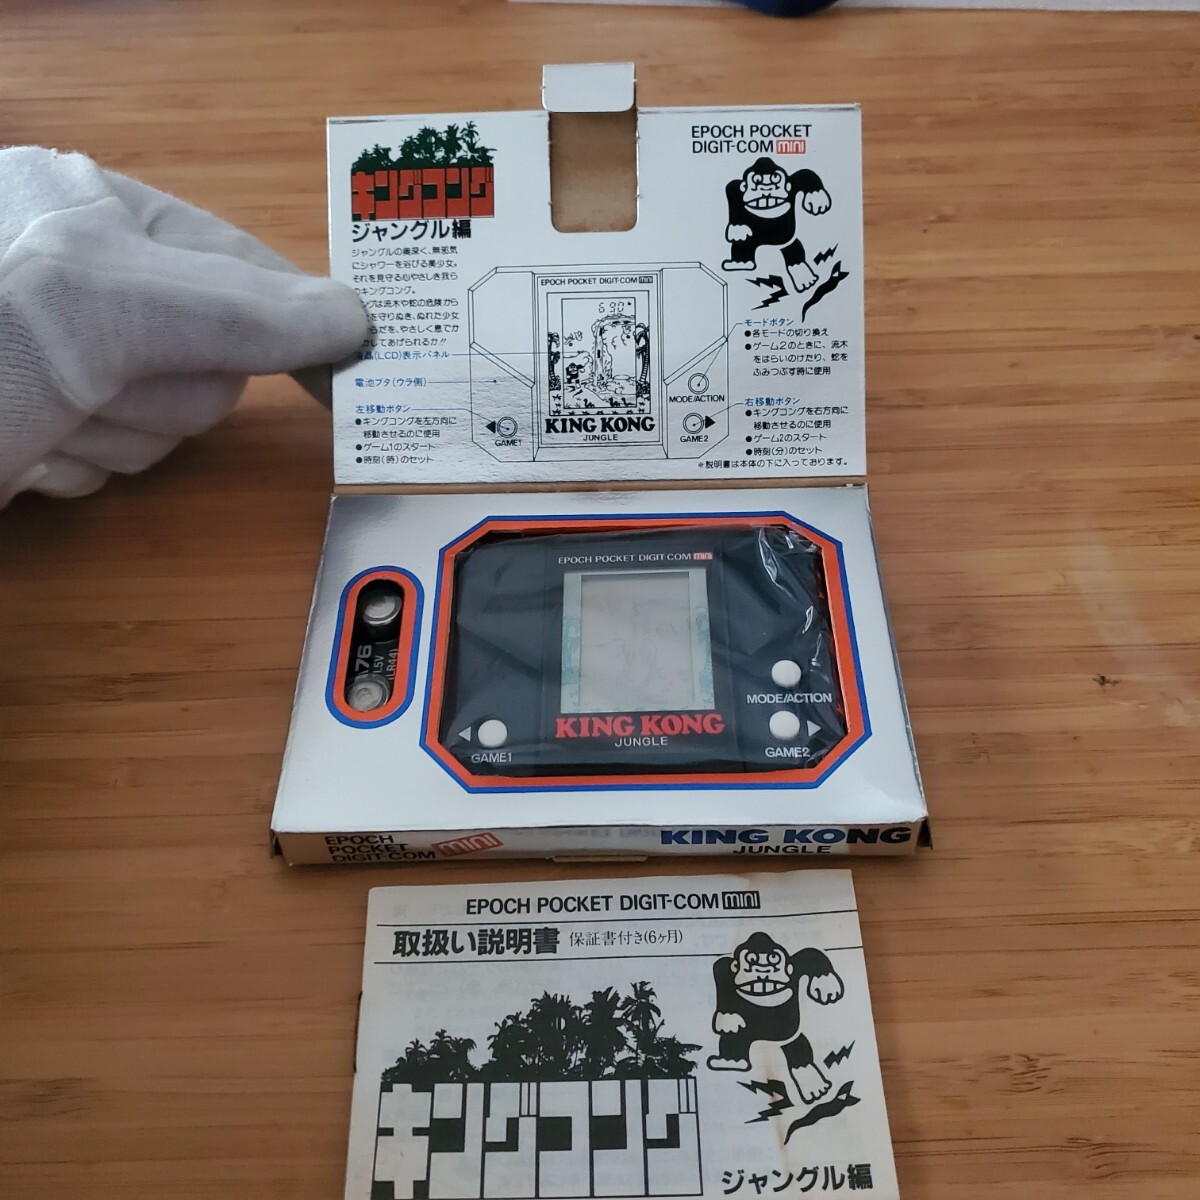 キングコング
ジャングル編
ジャングルの奥深く、無邪気
にシャワーを浴びる美少女。
それを見守る心やさしき我ら
のキングコング。
は流木や蛇の危険から
を守りぬき、ぬれた少女
らだを、やさしく息でか
してあげられるか!!
EPOCH POCKET
DIGIT-COM mini
(LCD)表示パネル
電池ブタ(ウラ側)
左移動ボタン
●キングコングを左方向に
移動させるのに使用
●ゲーム1のスタート
●時刻(時)のセット
EPOCH POCKET DIGIT-COM mini
690
KING KONG
JUNGLE
GAME1
MODE/ACTION
GAME2
モードボタン
●各モードの切り換え
●ゲーム2のときに、流木
をはらいのけたり、蛇を
ふみつぶす時に使用
右移動ボタン
●キングコングを右方向に
移動させるのに使用
●ゲーム2のスタート
●時刻(分)のセット
※説明書は本体の下に入っております。
EPOCH POCKET DIGIT-COM mini
KING KONG
JUNGLE
GAME1
MODE/ACTION
GAME2
A76
1.5V
(LR44)
EPOCH
POCKET
DIGIT-COM mini
KING KONG
JUNGLE
EPOCH POCKET DIGIT-COM mini
取扱い説明書 保証書付き(6ヶ月)
キングコング
ジャングル編